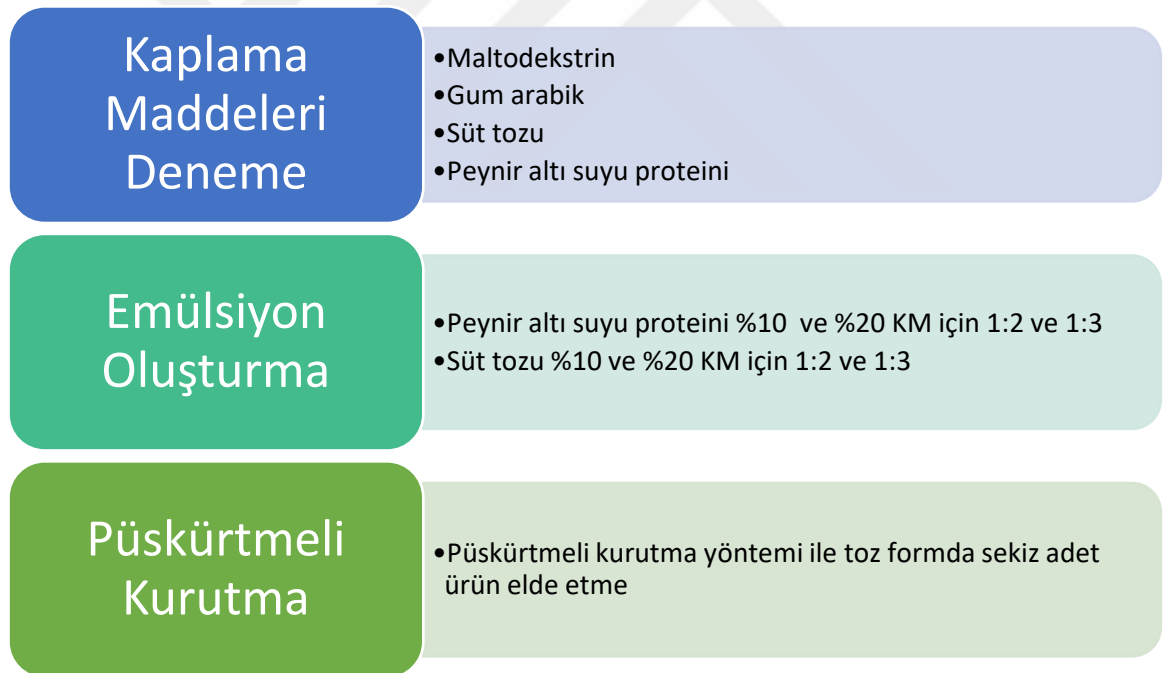 Kaplama
Maddeleri
Deneme
•Maltodekstrin
•Gum arabik
•Süt tozu
•Peynir altı suyu proteini
Emülsiyon
Oluşturma
•Peynir altı suyu proteini %10 ve %20 KM için 1:2 ve 1:3
•Süt tozu %10 ve %20 KM için 1:2 ve 1:3
Püskürtmeli
Kurutma
•Püskürtmeli kurutma yöntemi ile toz formda sekiz adet
ürün elde etme